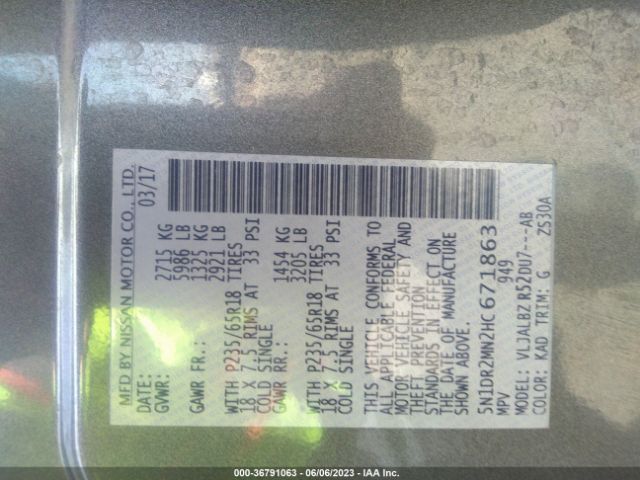 MFD BY NISSAN MOTOR CO., LTD.
DATE: 03/17
GVWR: 2715 KG
5986 LB
GAWR FR.: 1325 KG
2921 LB
WITH P235/65R18 TIRES
18 X 7.5 RIMS AT 33 PSI
COLD SINGLE
GAWR RR.: 1454 KG
3205 LB
WITH P235/65R18 TIRES
18 X 7.5 RIMS AT 33 PSI
COLD SINGLE
THIS VEHICLE CONFORMS TO
ALL APPLICABLE FEDERAL
MOTOR VEHICLE SAFETY AND
THEFT PREVENTION
STANDARDS IN EFFECT ON
THE DATE OF MANUFACTURE
SHOWN ABOVE.
5N1DR2MN2HC671863
MPV 949
MODEL: VLJALBZ R52DU7---AB
COLOR: KAD TRIM: G ZS30A
000-36791063 - 06/06/2023 - IAA Inc.